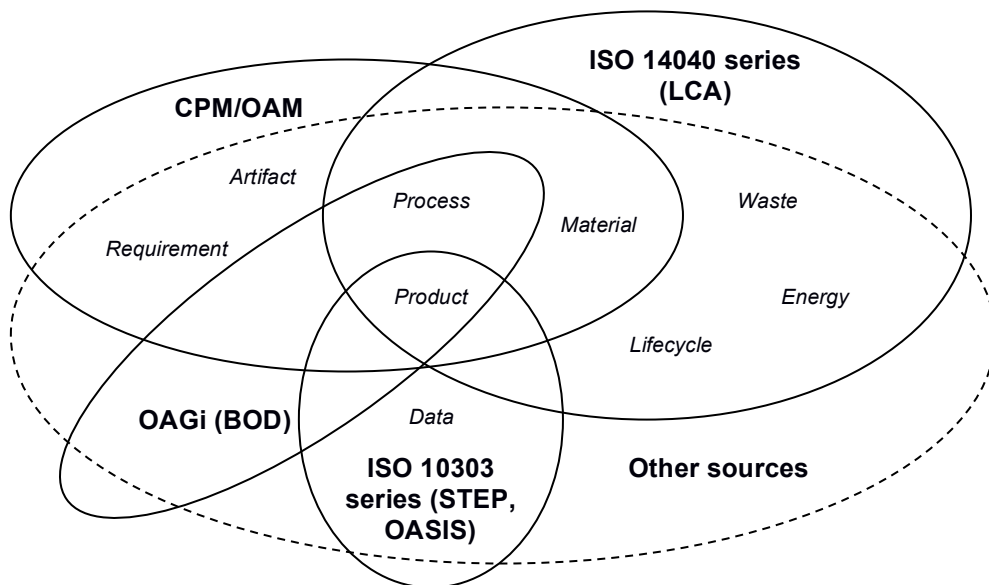 ISO 14040 series
(LCA)
CPM/OAM
Artifact
Process
Waste
Material
Requirement
Product
Energy
Lifecycle
OAGi (BOD)
Data
ISO 10303
series (STEP,
OASIS)
Other sources